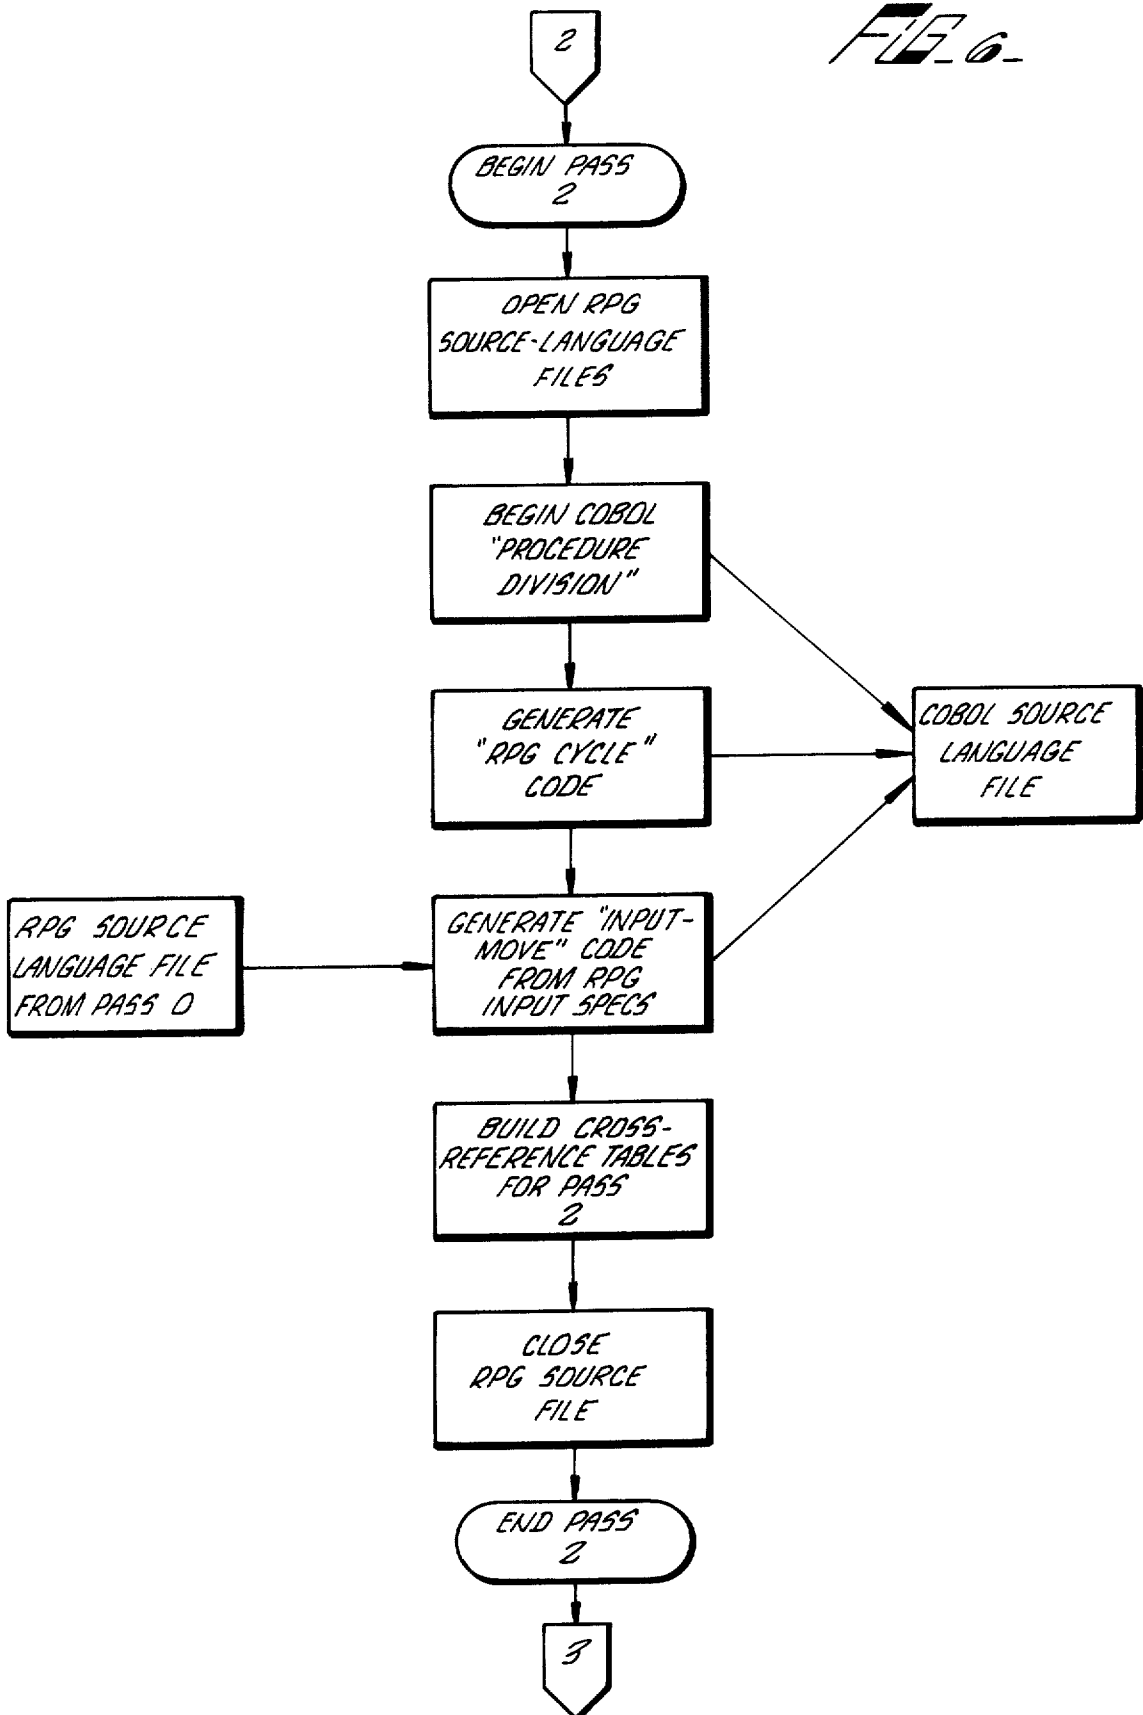 2
FIG_6_
BEGIN PASS
2
OPEN RPG
SOURCE-LANGUAGE
FILES
BEGIN COBOL
"PROCEDURE
DIVISION"
GENERATE
"RPG CYCLE"
CODE
COBOL SOURCE
LANGUAGE
FILE
RPG SOURCE
LANGUAGE FILE
FROM PASS 0
GENERATE "INPUT-
MOVE" CODE
FROM RPG
INPUT SPECS
BUILD CROSS-
REFERENCE TABLES
FOR PASS
2
CLOSE
RPG SOURCE
FILE
END PASS
2
3